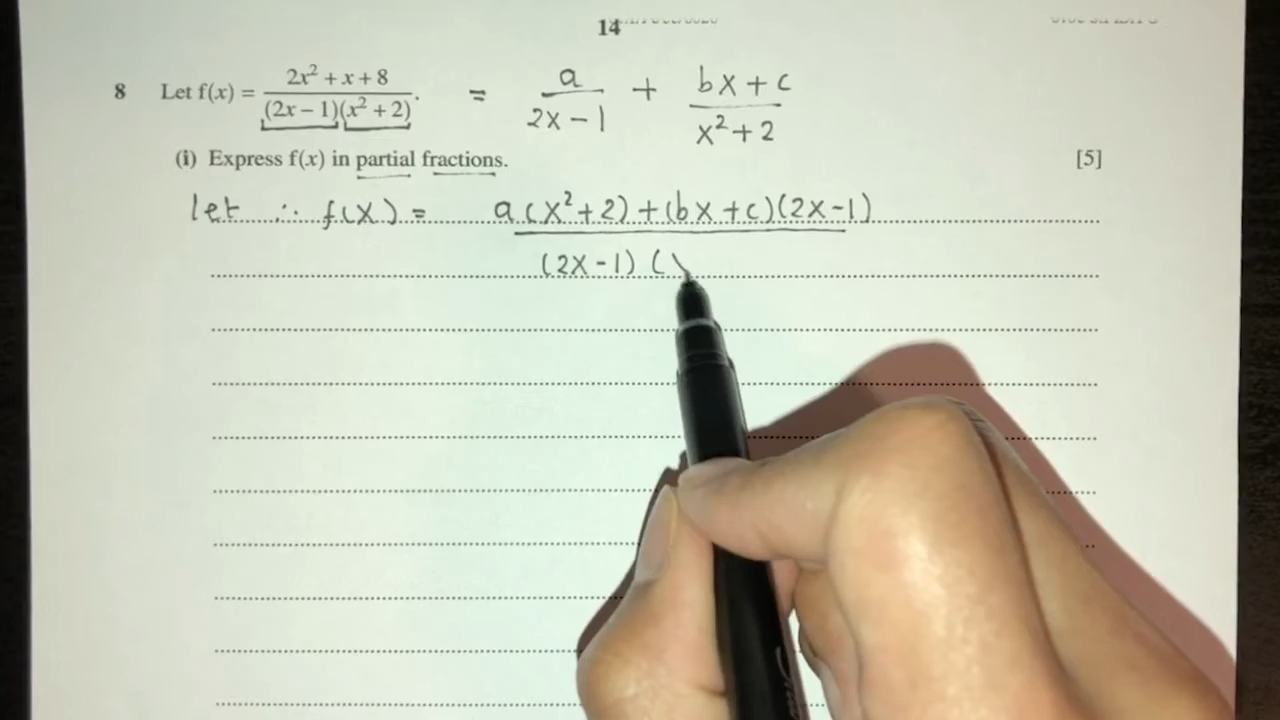 14
8 Let f(x) = 2x² + x + 8 / (2x − 1)(x² + 2) . = a / 2x − 1 + bx + c / x² + 2
(i) Express f(x) in partial fractions. [5]
let ∴ f(x) = a(x²+2)+(bx+c)(2x−1)
(2x−1) (